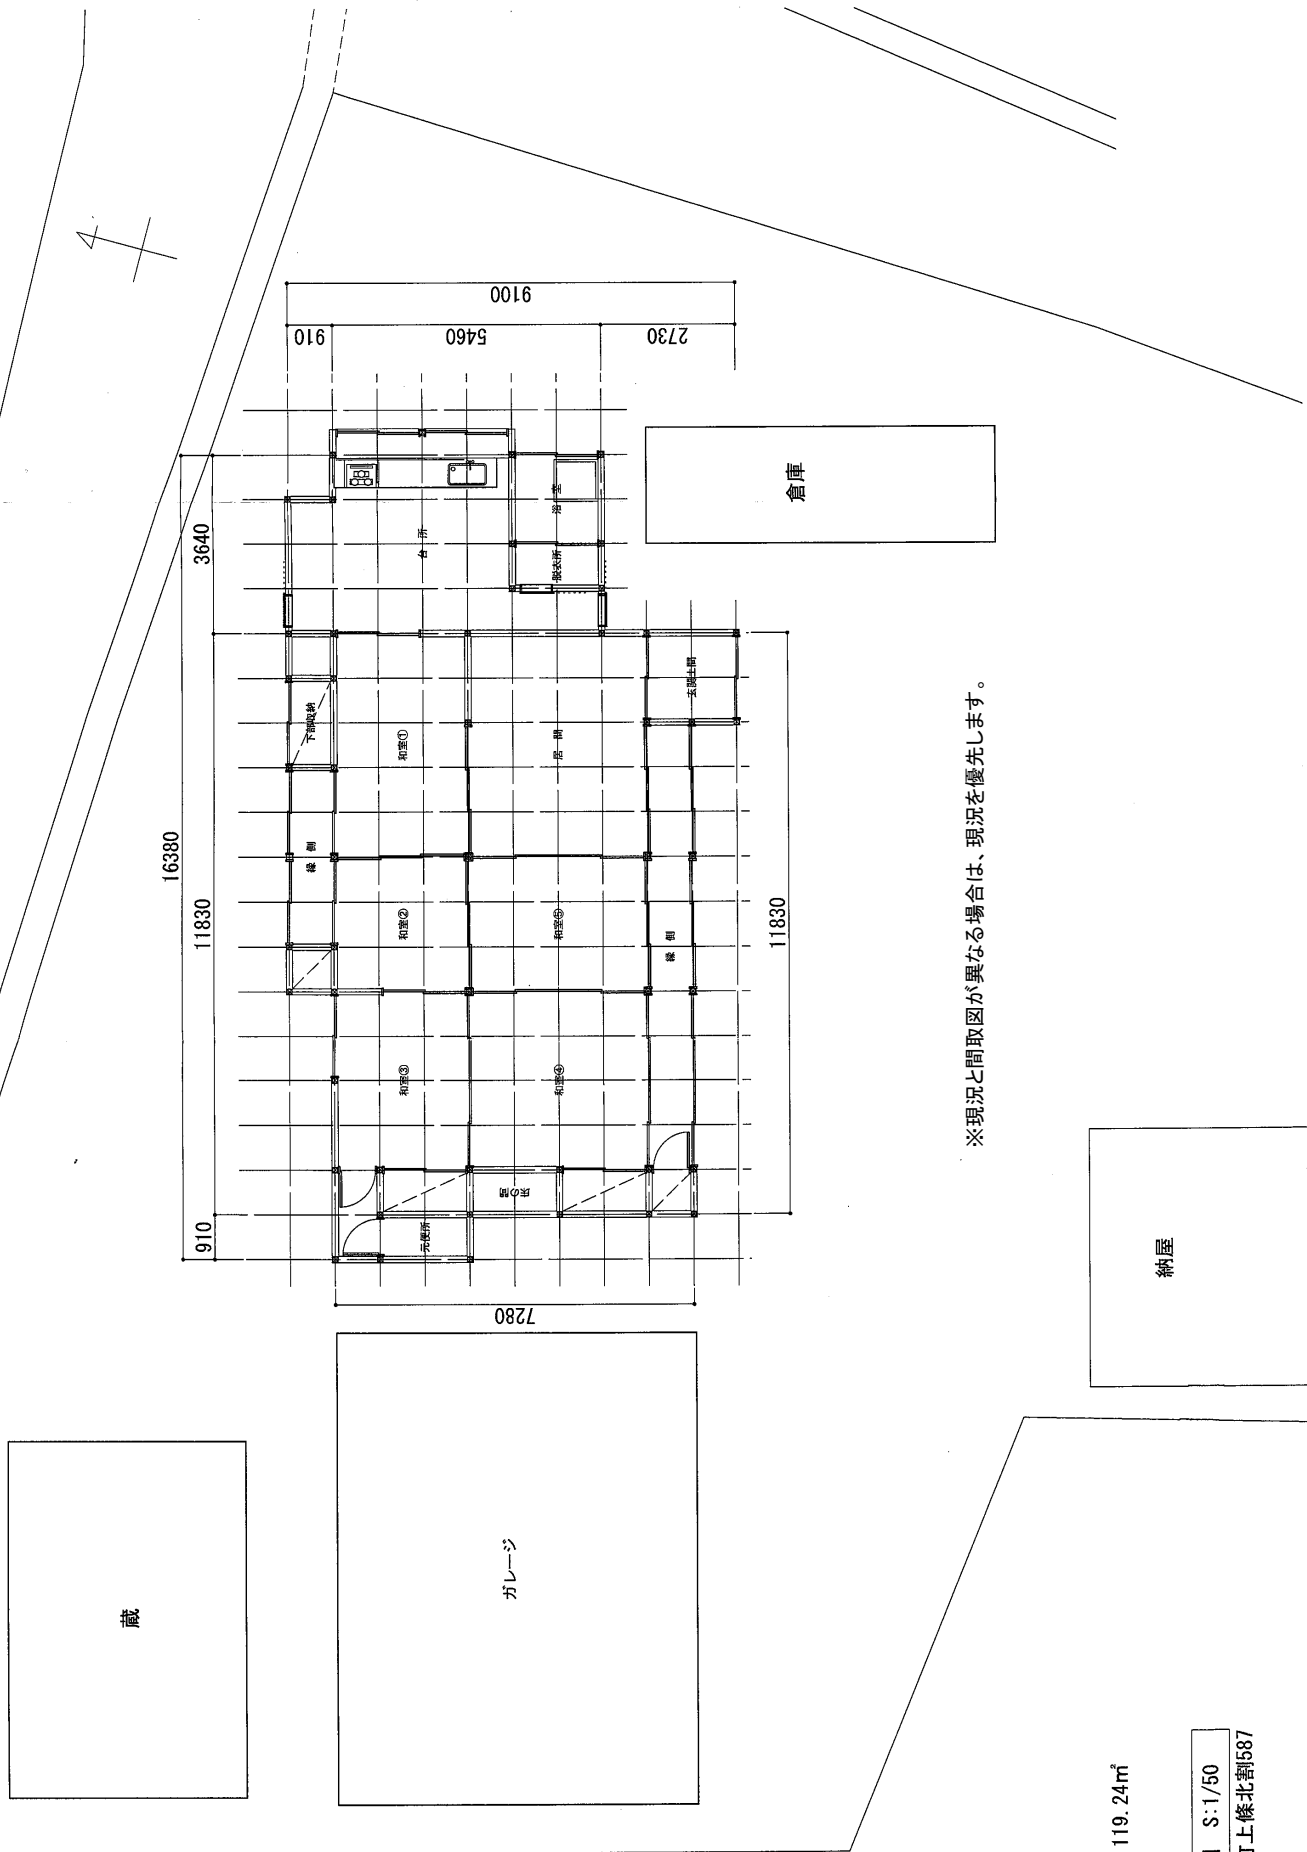 16380
3640
11830
910
9100
910
5460
2730
下部収納
縁側
和室①
和室②
和室③
台所
浴室
脱衣所
居間
和室⑤
和室④
玄関土間
縁側
床の間
元便所
11830
7280
蔵
ガレージ
倉庫
納屋
※現況と間取図が異なる場合は、現況を優先します。
119.24㎡
S:1/50
上條北割587